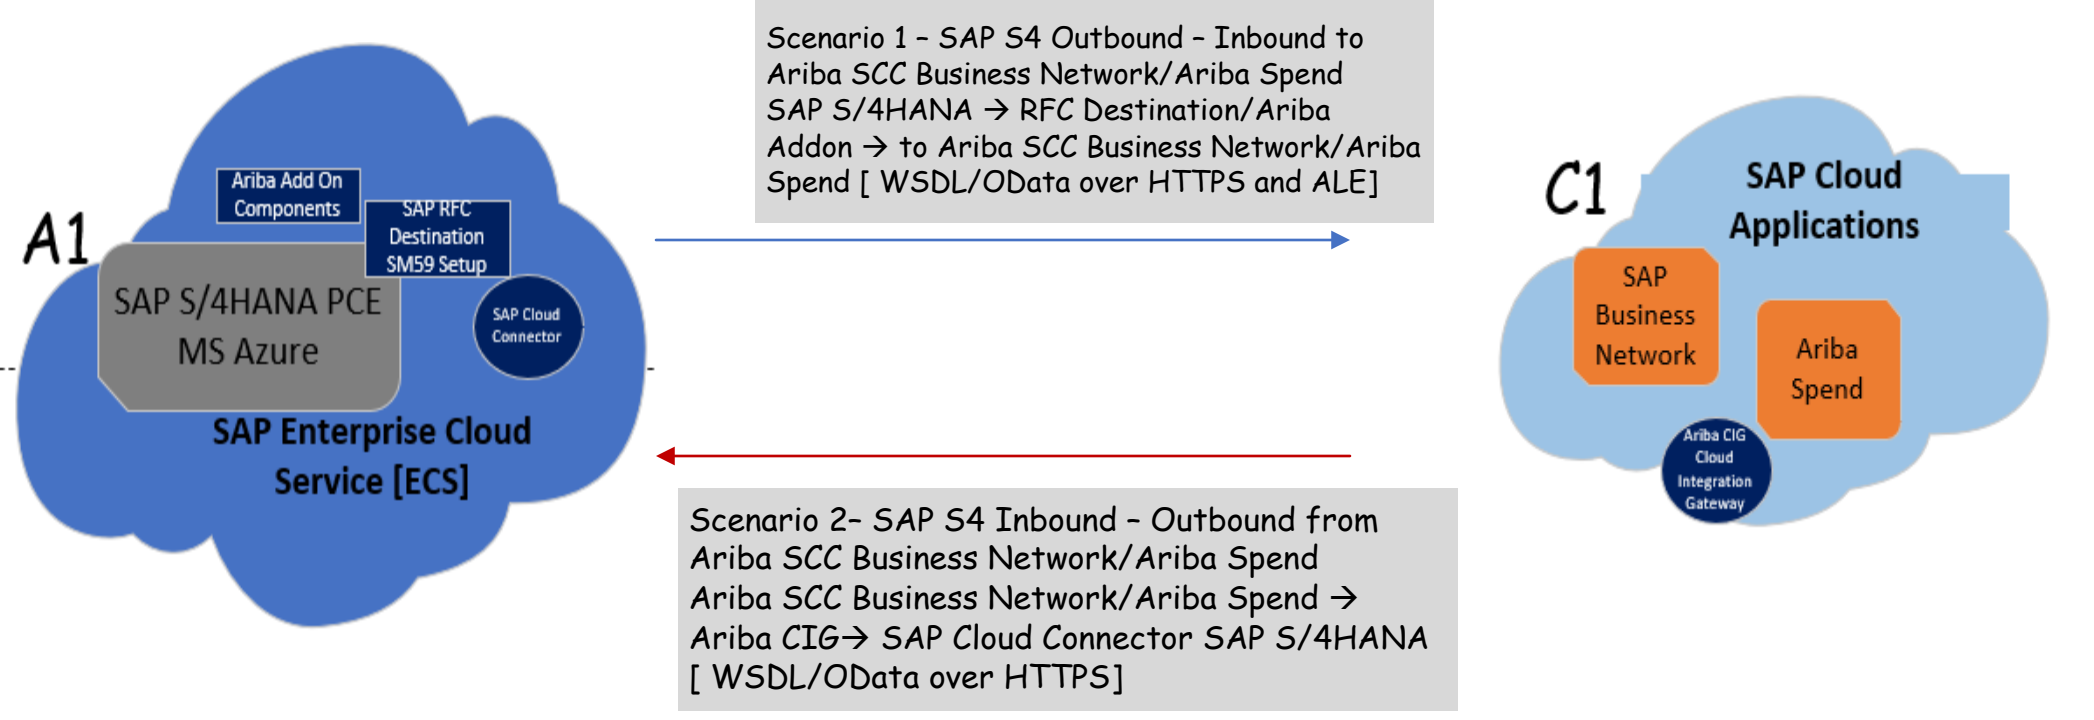 A1
Ariba Add On
Components
SAP RFC
Destination
SM59 Setup
SAP S/4HANA PCE
MS Azure
SAP Cloud
Connector
SAP Enterprise Cloud
Service [ECS]
Scenario 1 – SAP S4 Outbound – Inbound to
Ariba SCC Business Network/Ariba Spend
SAP S/4HANA → RFC Destination/Ariba
Addon → to Ariba SCC Business Network/Ariba
Spend [ WSDL/OData over HTTPS and ALE]
Scenario 2– SAP S4 Inbound – Outbound from
Ariba SCC Business Network/Ariba Spend
Ariba SCC Business Network/Ariba Spend →
Ariba CIG→ SAP Cloud Connector SAP S/4HANA
[ WSDL/OData over HTTPS]
C1
SAP Cloud
Applications
SAP
Business
Network
Ariba
Spend
Ariba CIG
Cloud
Integration
Gateway